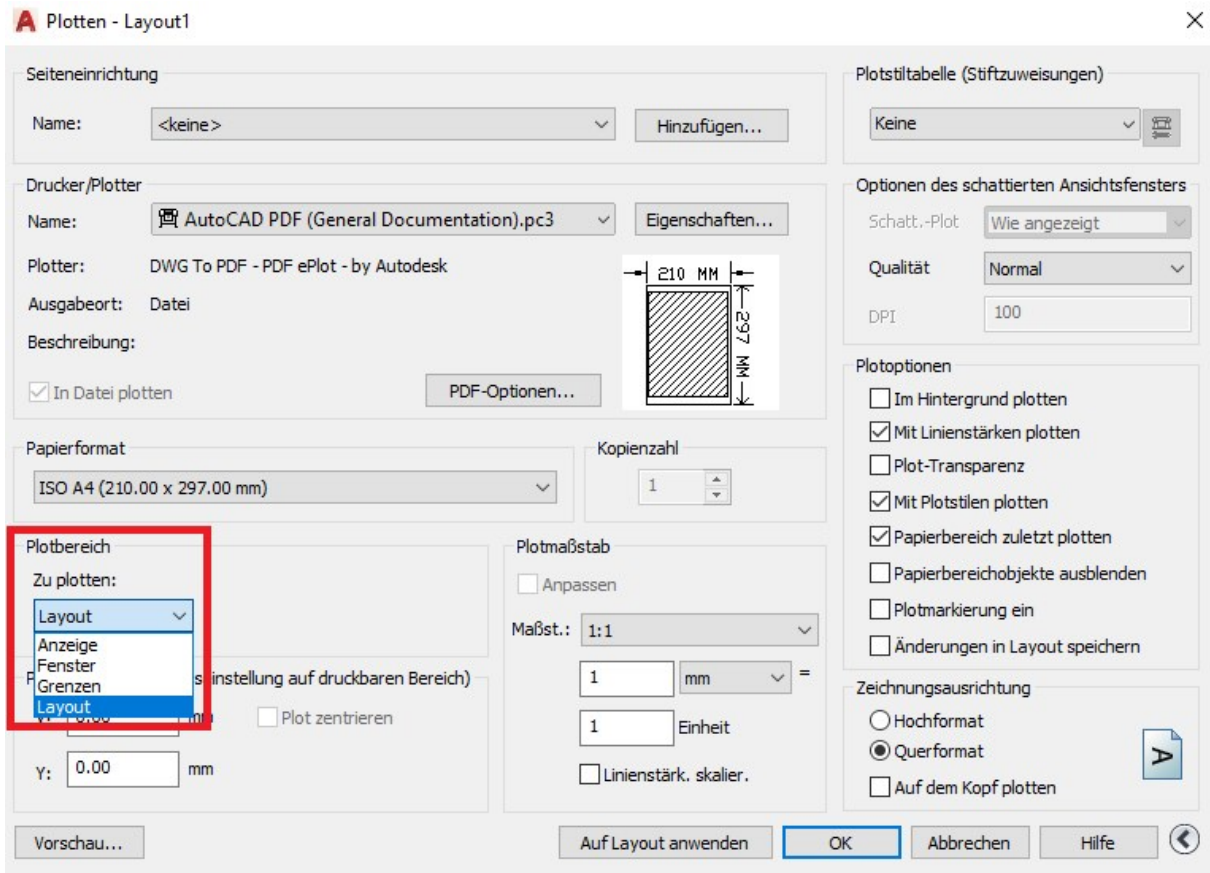 Plotten - Layout1
Seiteneinrichtung
Name:
<keine>
Hinzufügen...
Plotstiltabelle (Stiftzuweisungen)
Keine
Drucker/Plotter
Name:
AutoCAD PDF (General Documentation).pc3
Eigenschaften...
Plotter:
DWG To PDF - PDF ePlot - by Autodesk
Ausgabeort:
Datei
Beschreibung:
In Datei plotten
PDF-Optionen...
210 MM
297 MM
Optionen des schattierten Ansichtsfensters
Schatt.-Plot
Wie angezeigt
Qualität
Normal
DPI
100
Papierformat
ISO A4 (210.00 x 297.00 mm)
Kopienzahl
1
Plotoptionen
Im Hintergrund plotten
Mit Linienstärken plotten
Plot-Transparenz
Mit Plotstilen plotten
Papierbereich zuletzt plotten
Papierbereichobjekte ausblenden
Plotmarkierung ein
Änderungen in Layout speichern
Plotbereich
Zu plotten:
Layout
Anzeige
Fenster
Grenzen
Layout
einstellung auf druckbaren Bereich)
0.00
mm
Plot zentrieren
Y:
0.00
mm
Plotmaßstab
Anpassen
Maßst.:
1:1
1
mm
=
1
Einheit
Linienstärk. skalier.
Zeichnungsausrichtung
Hochformat
Querformat
Auf dem Kopf plotten
A
Vorschau...
Auf Layout anwenden
OK
Abbrechen
Hilfe